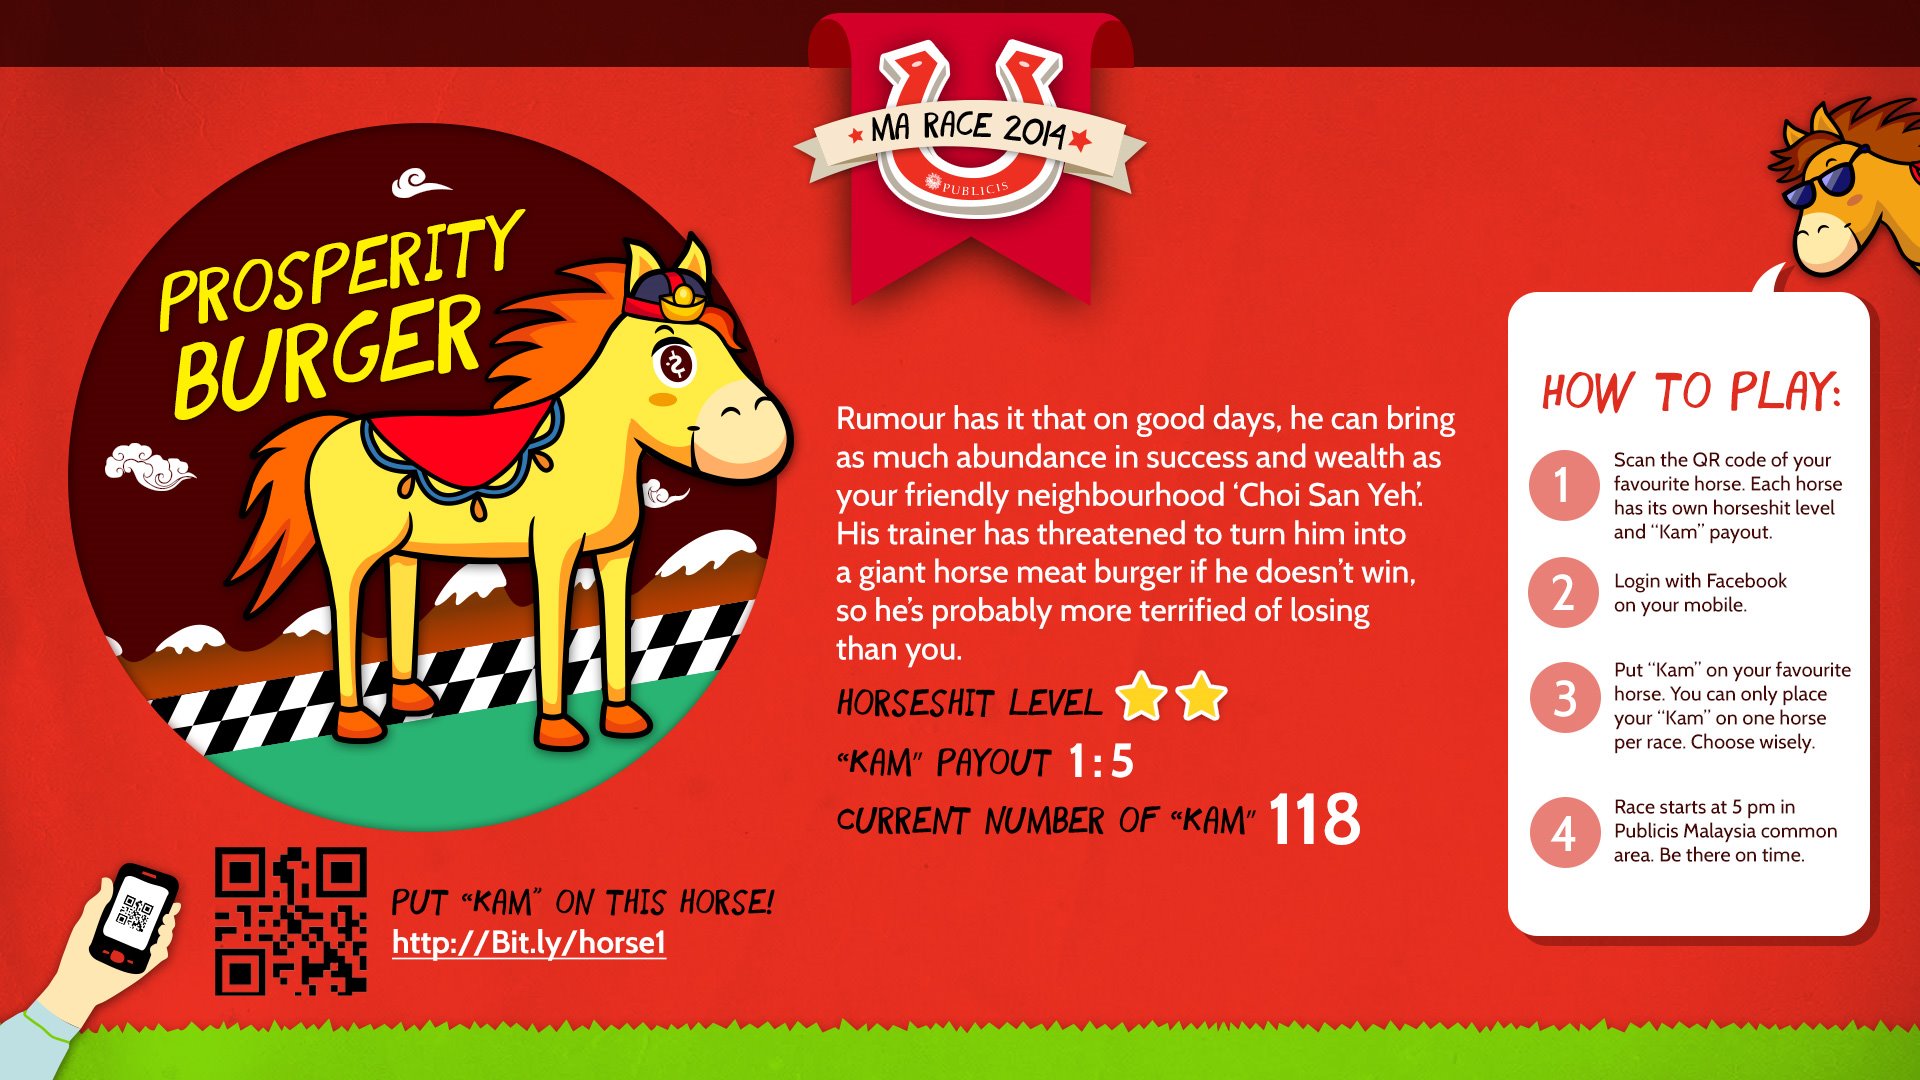 MA RACE 2014
PUBLICIS
PROSPERITY
BURGER
Rumour has it that on good days, he can bring
as much abundance in success and wealth as
your friendly neighbourhood ‘Choi San Yeh’.
His trainer has threatened to turn him into
a giant horse meat burger if he doesn’t win,
so he’s probably more terrified of losing
than you.
HORSESHIT LEVEL
“KAM” PAYOUT 1:5
CURRENT NUMBER OF “KAM” 118
PUT “KAM” ON THIS HORSE!
http://Bit.ly/horse1
HOW TO PLAY:
1
Scan the QR code of your
favourite horse. Each horse
has its own horseshit level
and “Kam” payout.
2
Login with Facebook
on your mobile.
3
Put “Kam” on your favourite
horse. You can only place
your “Kam” on one horse
per race. Choose wisely.
4
Race starts at 5 pm in
Publicis Malaysia common
area. Be there on time.